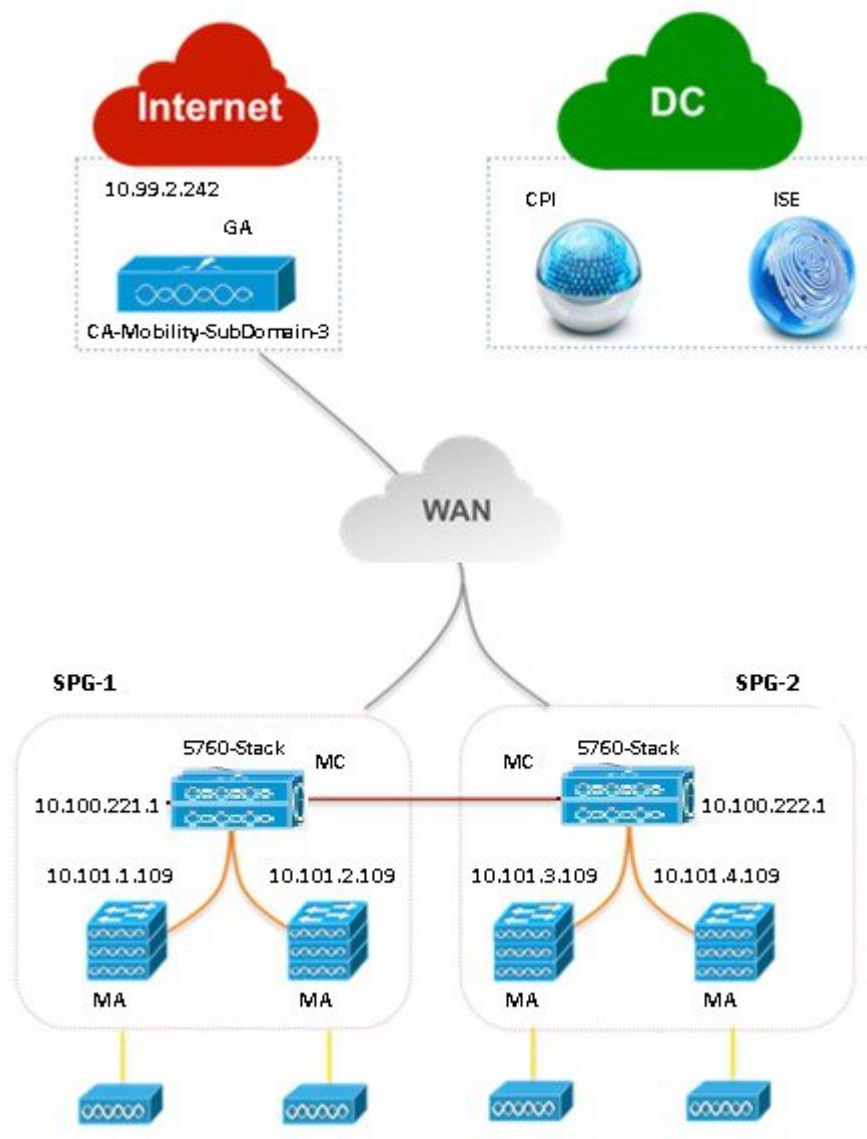 Internet
DC
10.99.2.242
GA
CA-Mobility-SubDomain-3
CPI
ISE
WAN
SPG-1
SPG-2
5760-Stack
MC
MC
5760-Stack
10.100.221.1
10.100.222.1
10.101.1.109
10.101.2.109
10.101.3.109
10.101.4.109
MA
MA
MA
MA